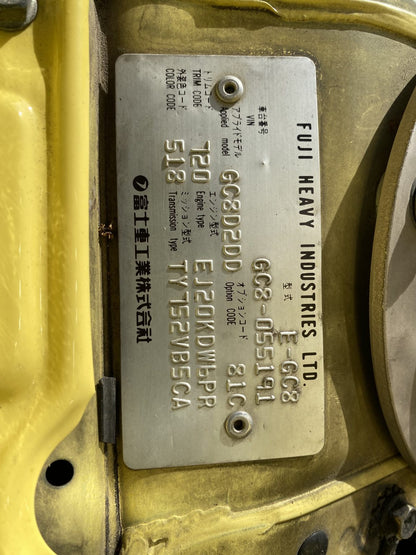 FUJI HEAVY INDUSTRIES LTD.
型式 E-GC8
車台番号 VIN GC8-055191
アプライドモデル Applied model GC8D2DD オプションコード Option CODE 81C
トリムコード TRIM CODE 720 エンジン型式 Engine type EJ20KDW5PR
外装色コード COLOR CODE 518 ミッション型式 Transmission type TY752VB5CA
富士重工業株式会社